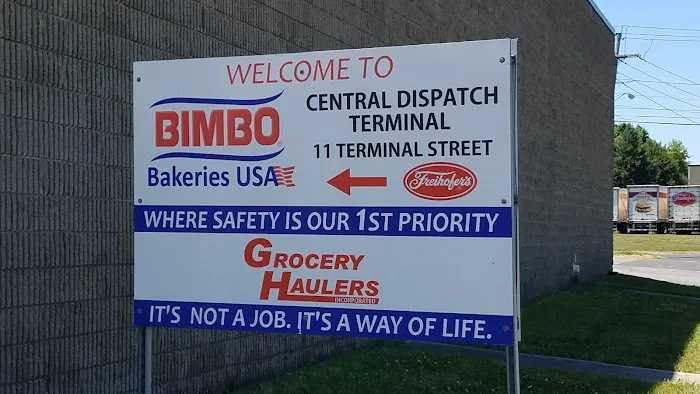 WELCOME TO
BIMBO
Bakeries USA
CENTRAL DISPATCH
TERMINAL
11 TERMINAL STREET
Freihofer's
WHERE SAFETY IS OUR 1ST PRIORITY
GROCERY
HAULERS
INCORPORATED
IT'S NOT A JOB. IT'S A WAY OF LIFE.